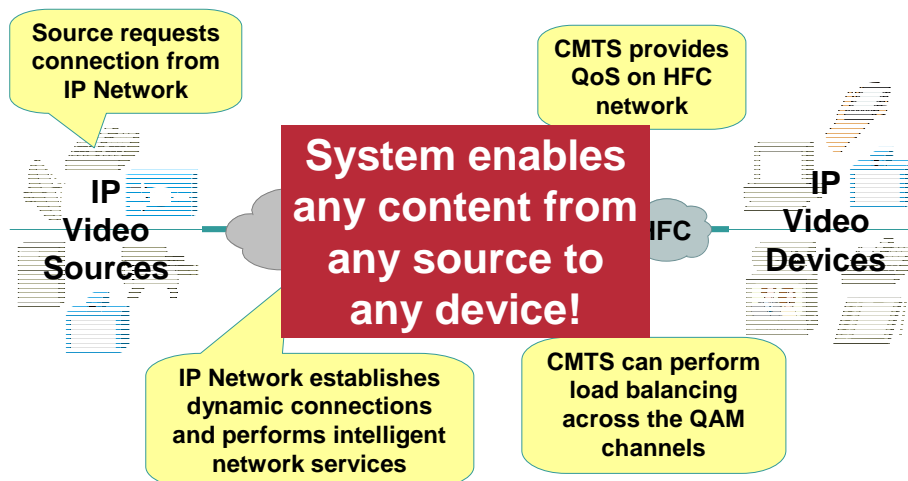 Source requests
connection from
IP Network
CMTS provides
QoS on HFC
network
IP
Video
Sources
System enables
any content from
any source to
any device!
HFC
IP
Video
Devices
IP Network establishes
dynamic connections
and performs intelligent
network services
CMTS can perform
load balancing
across the QAM
channels